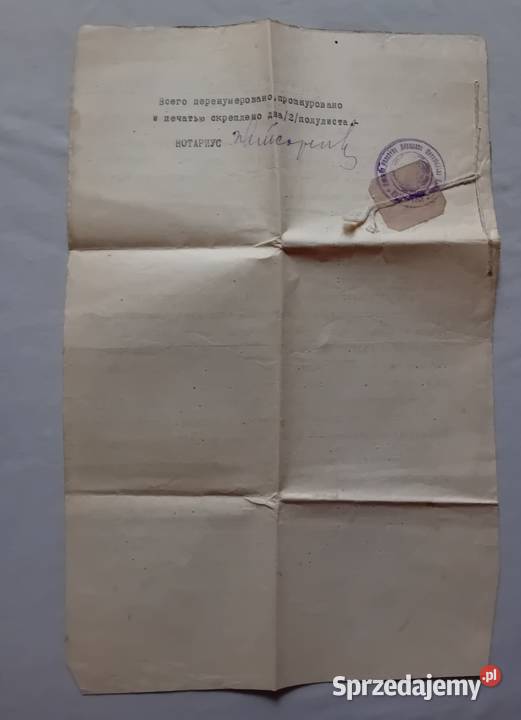 Всего перенумеровано,прошнуровано
и печатью скреплено два/2/полулиста.-
НОТАРИУС
Sprzedajemy.pl